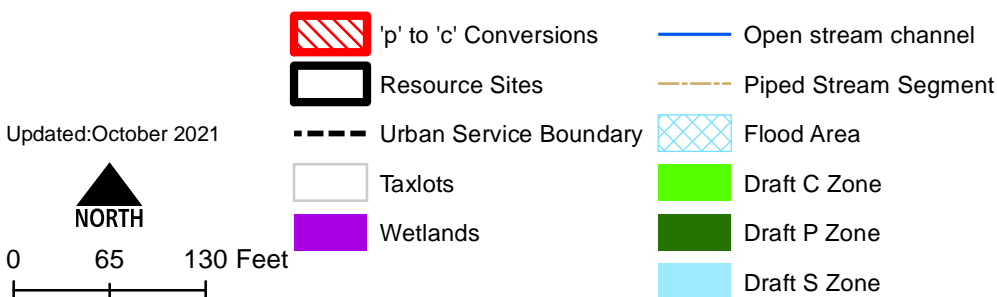 'p' to 'c' Conversions
Resource Sites
Urban Service Boundary
Taxlots
Wetlands
Open stream channel
Piped Stream Segment
Flood Area
Draft C Zone
Draft P Zone
Draft S Zone
Updated:October 2021
NORTH
0 65 130 Feet